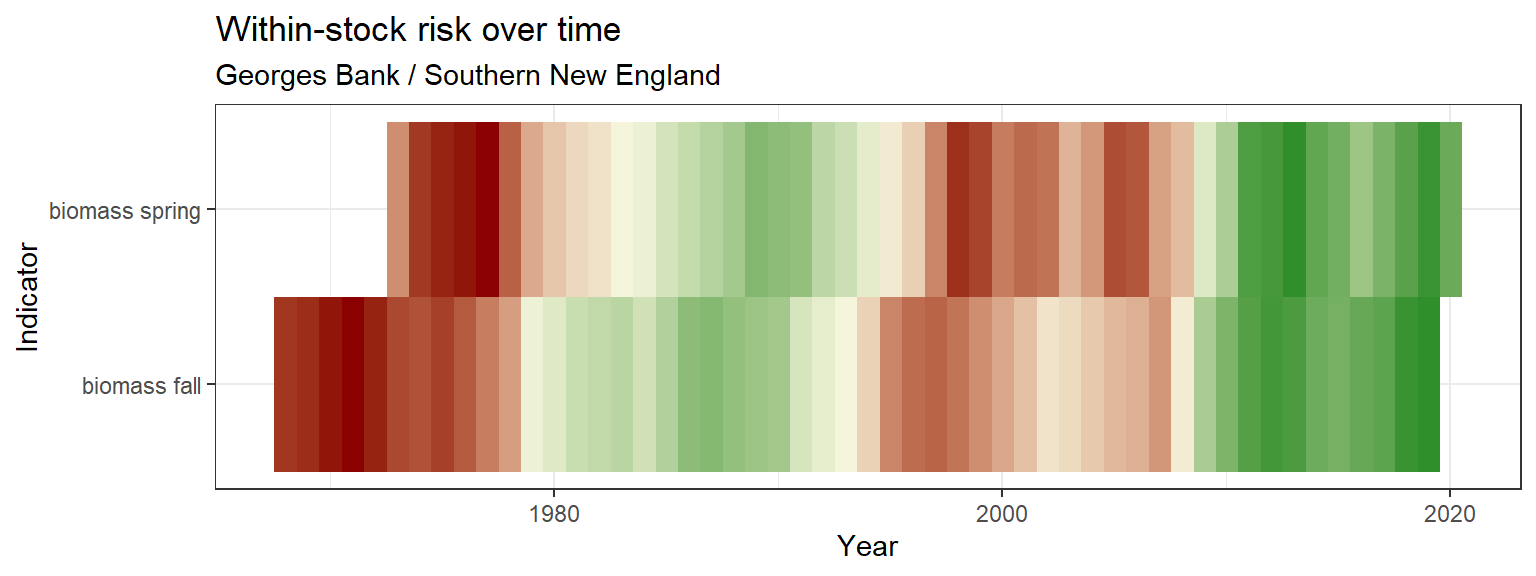 Within-stock risk over time
Georges Bank / Southern New England
Indicator
biomass spring
biomass fall
1980 2000 2020
Year